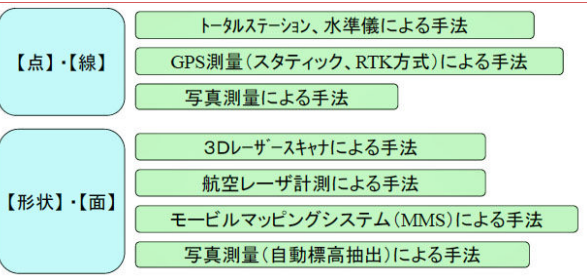 【点】・【線】
トータルステーション、水準儀による手法
GPS測量(スタティック、RTK方式)による手法
写真測量による手法
【形状】・【面】
3Dレーザースキャナによる手法
航空レーザ計測による手法
モービルマッピングシステム(MMS)による手法
写真測量(自動標高抽出)による手法